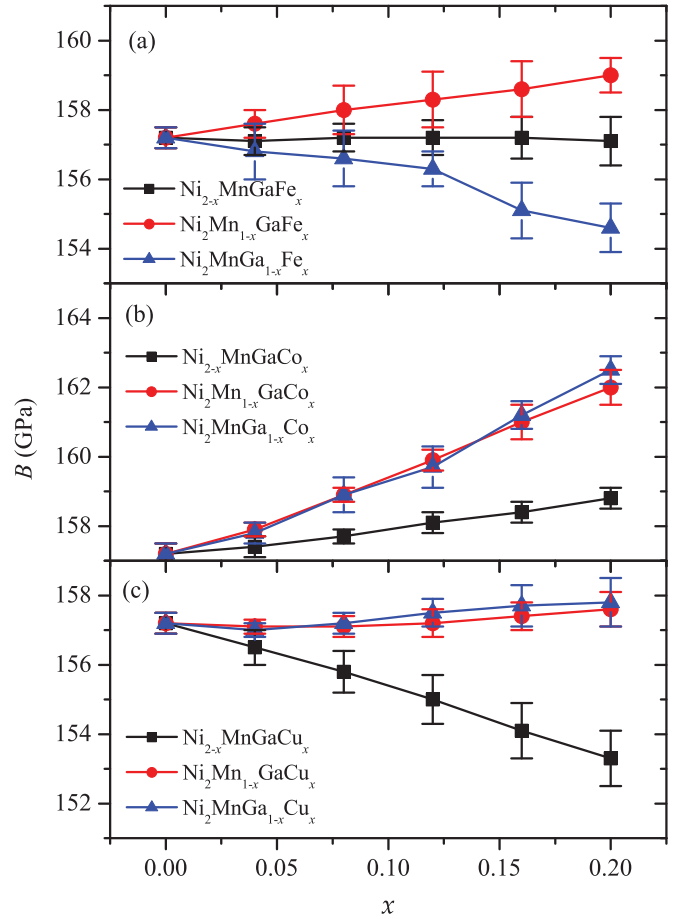 (a)
160
158
156
154
Ni2-xMnGaFex
Ni2Mn1-xGaFex
Ni2MnGa1-xFex
(b)
164
162
160
158
Ni2-xMnGaCox
Ni2Mn1-xGaCox
Ni2MnGa1-xCox
B (GPa)
(c)
158
156
154
152
Ni2-xMnGaCux
Ni2Mn1-xGaCux
Ni2MnGa1-xCux
0.00 0.05 0.10 0.15 0.20
x